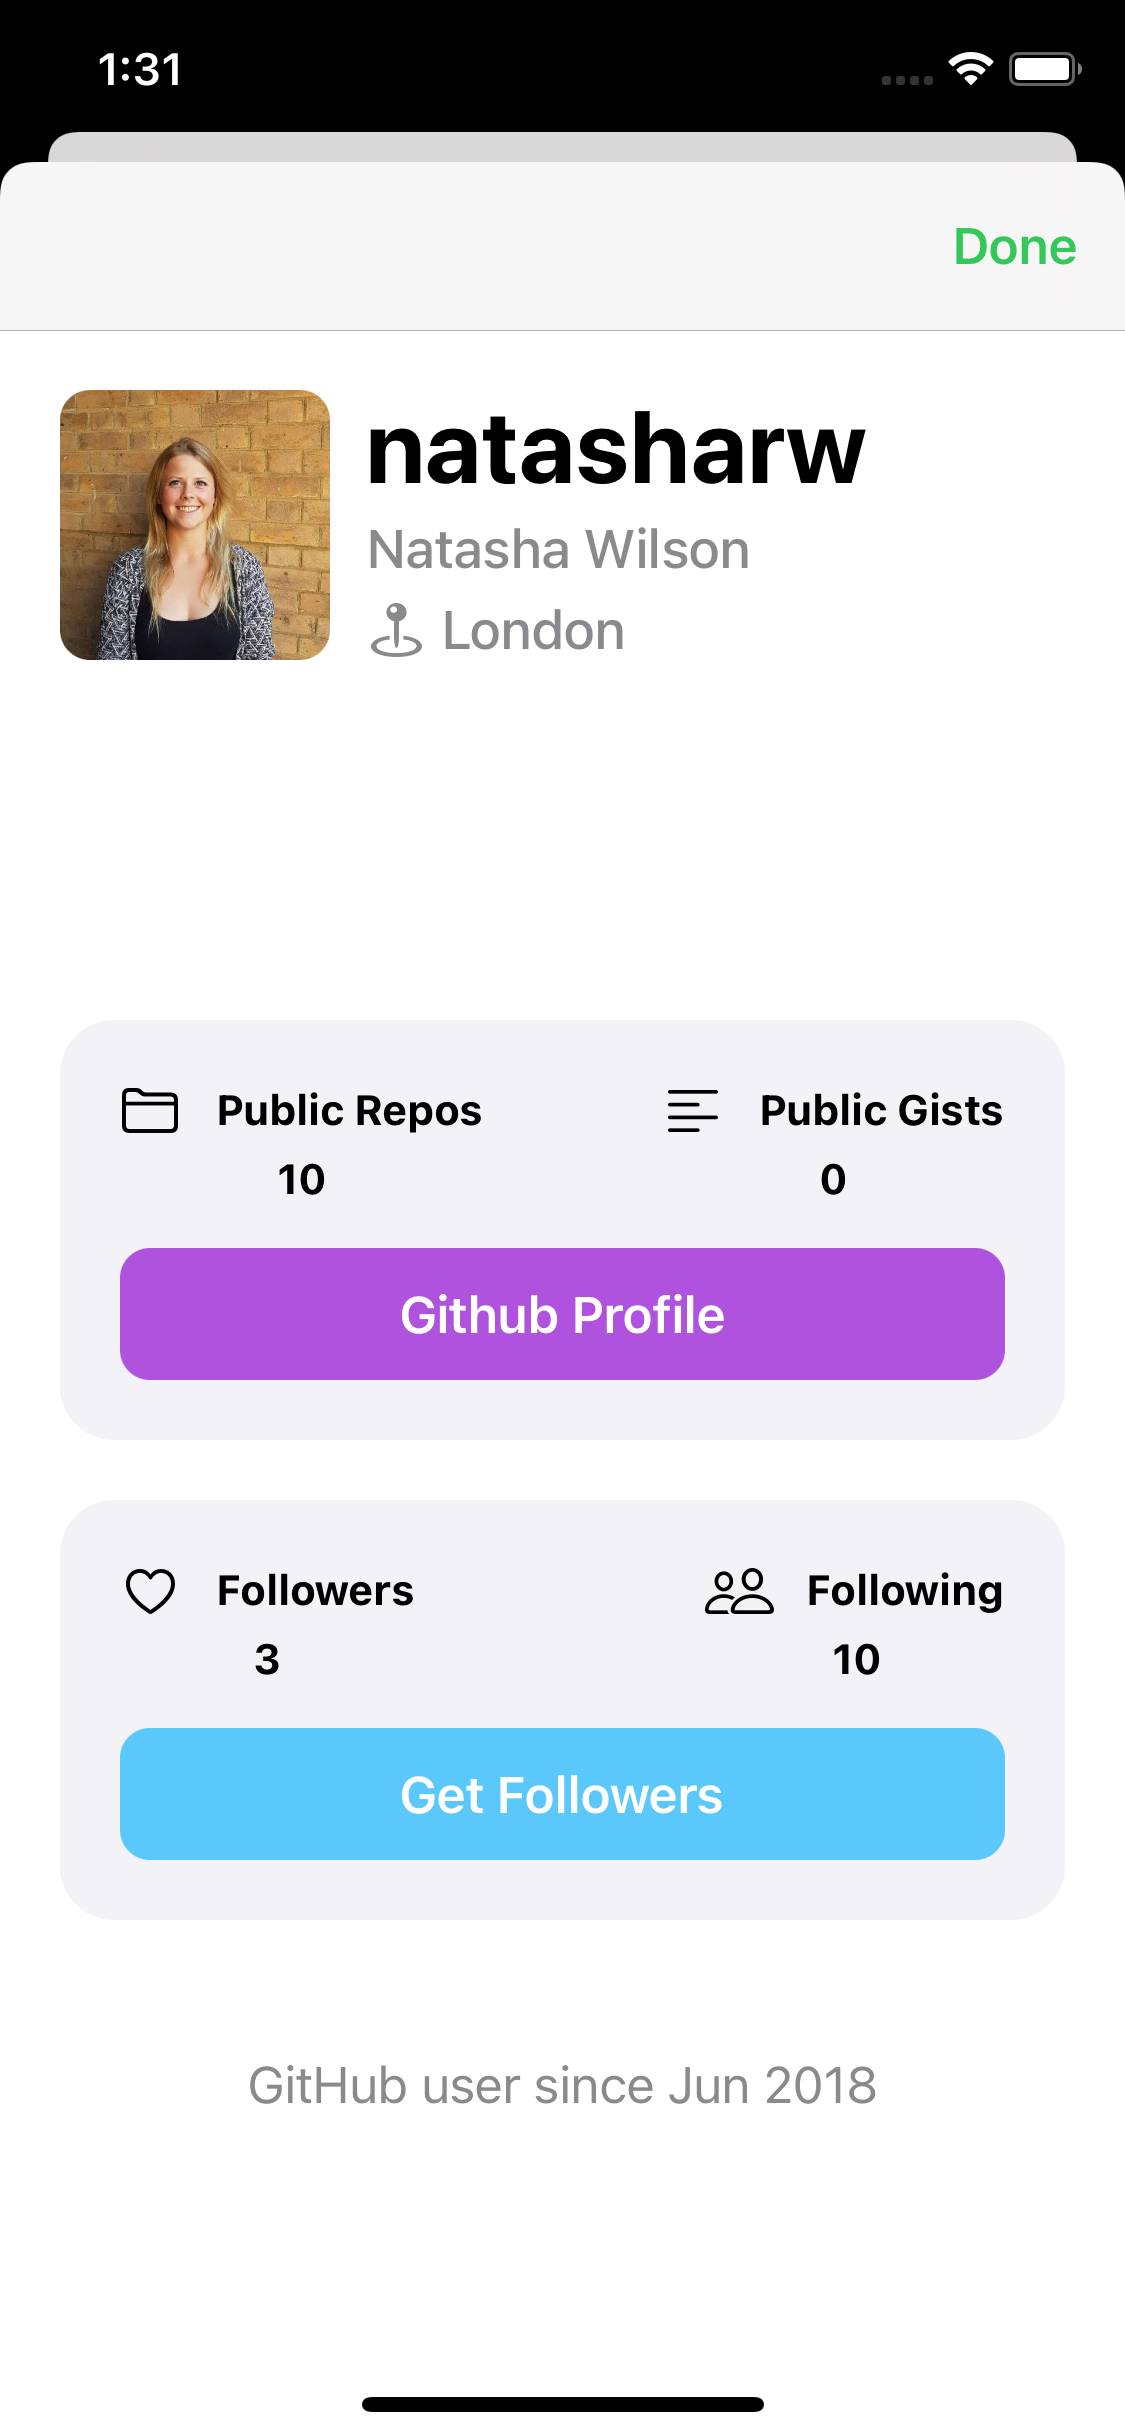 1:31
Done
natasharw
Natasha Wilson
London
Public Repos
Public Gists
10
0
Github Profile
Followers
Following
3
10
Get Followers
GitHub user since Jun 2018